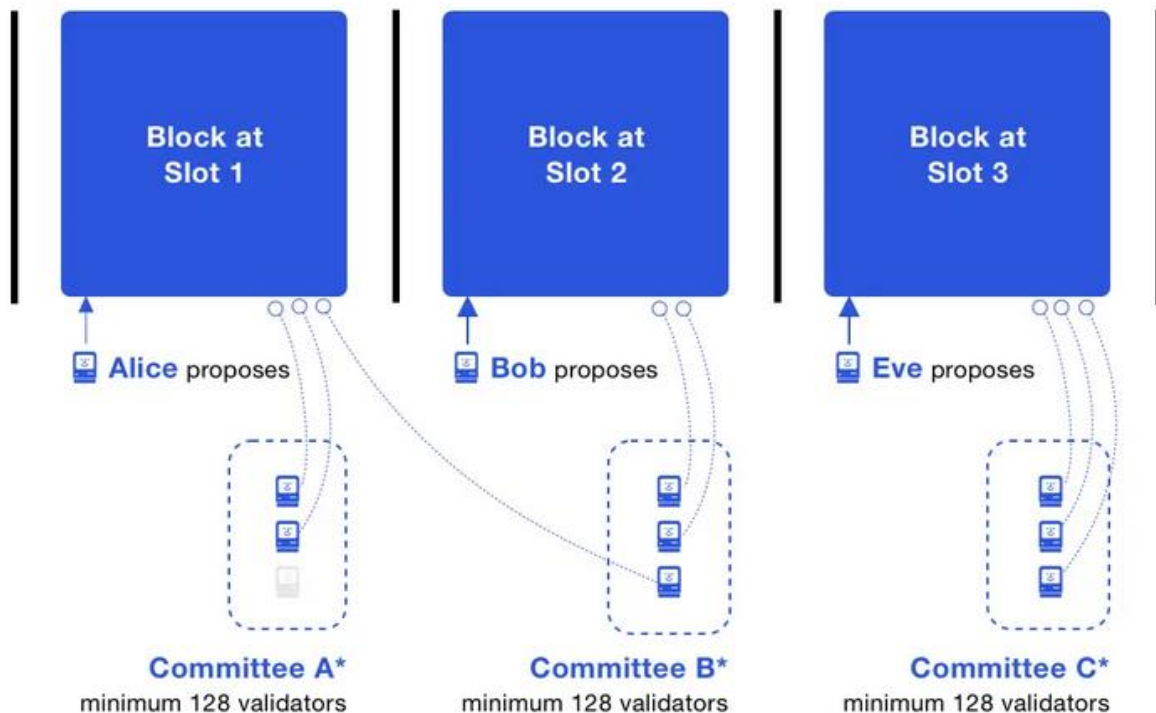 Block at
Slot 1
Block at
Slot 2
Block at
Slot 3
Alice proposes
Bob proposes
Eve proposes
Committee A*
minimum 128 validators
Committee B*
minimum 128 validators
Committee C*
minimum 128 validators